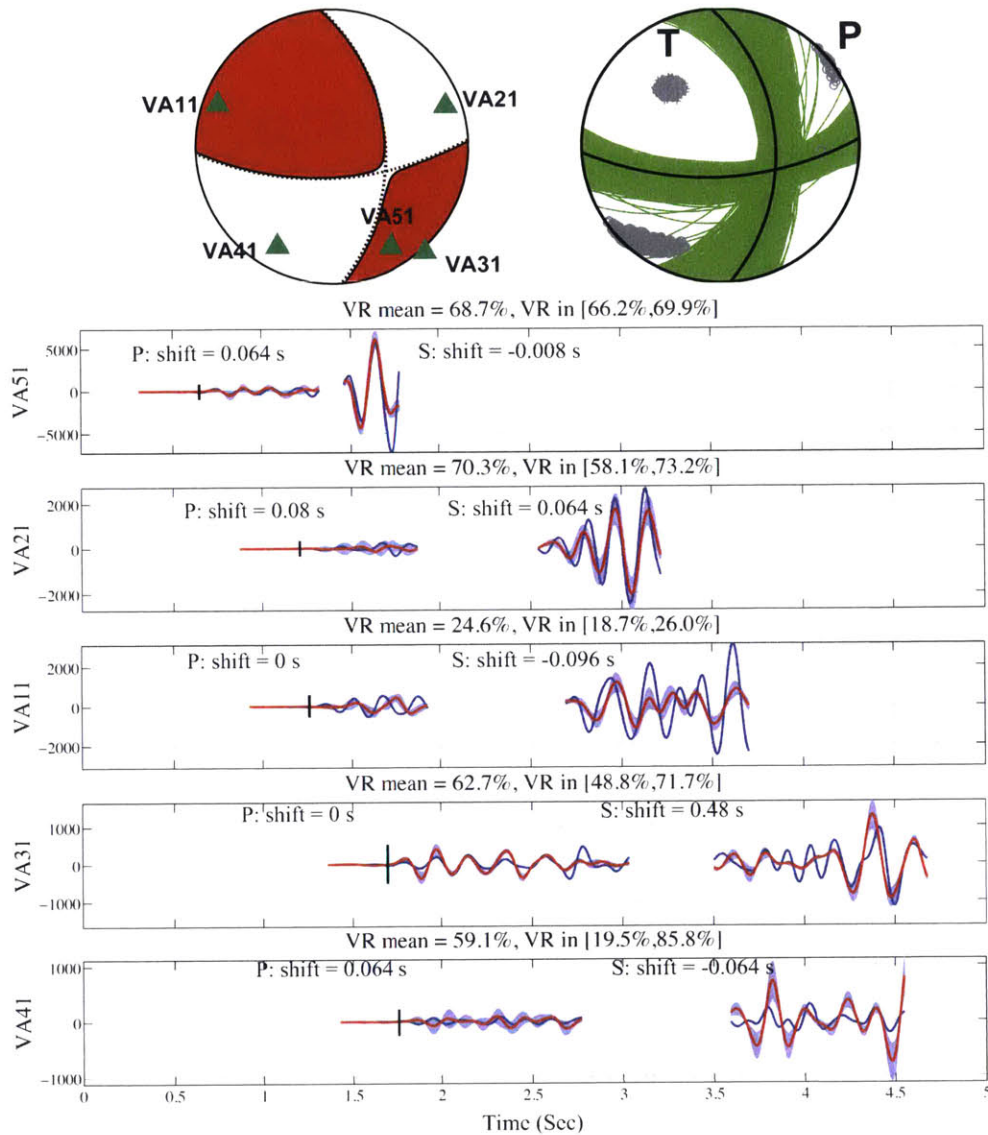 T
P
VA11
VA21
VA51
VA41
VA31
VR mean = 68.7%, VR in [66.2%,69.9%]
P: shift = 0.064 s S: shift = -0.008 s
5000
0
−5000
VA51
VR mean = 70.3%, VR in [58.1%,73.2%]
P: shift = 0.08 s S: shift = 0.064 s
2000
0
−2000
VA21
VR mean = 24.6%, VR in [18.7%,26.0%]
P: shift = 0 s S: shift = -0.096 s
2000
0
−2000
VA11
VR mean = 62.7%, VR in [48.8%,71.7%]
P: shift = 0 s S: shift = 0.48 s
1000
0
−1000
VA31
VR mean = 59.1%, VR in [19.5%,85.8%]
P: shift = 0.064 s S: shift = -0.064 s
1000
0
−1000
VA41
0 0.5 1 1.5 2 2.5 3 3.5 4 4.5 5
Time (Sec)